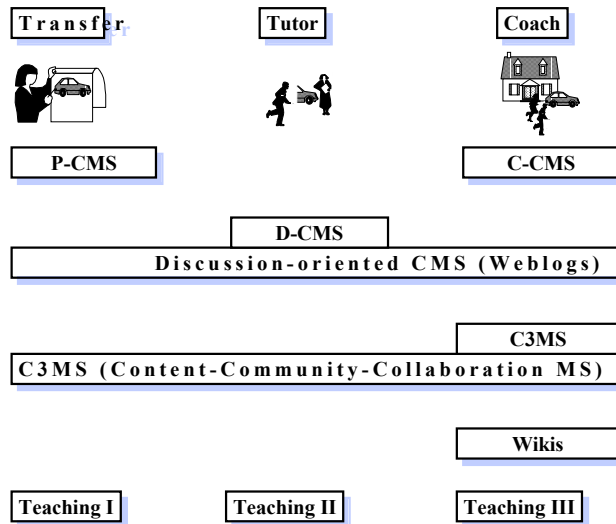 Transfer
Tutor
Coach
P-CMS
C-CMS
D-CMS
Discussion-oriented CMS (Weblogs)
C3MS
C3MS (Content-Community-Collaboration MS)
Wikis
Teaching I
Teaching II
Teaching III